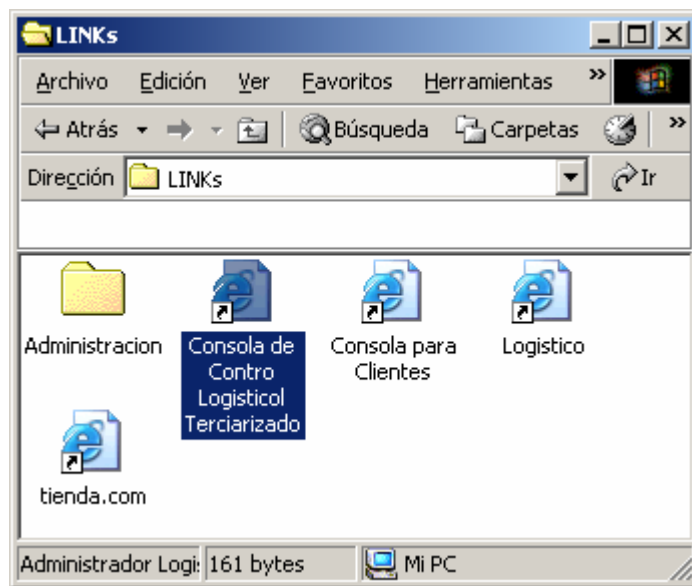 LINKs
Archivo Edición Ver Favoritos Herramientas »
Atrás Búsqueda Carpetas »
Dirección LINKs Ir
Administracion
Consola de
Contro
Logisticol
Terciarizado
Consola para
Clientes
Logistico
tienda.com
Administrador Logi: 161 bytes Mi PC